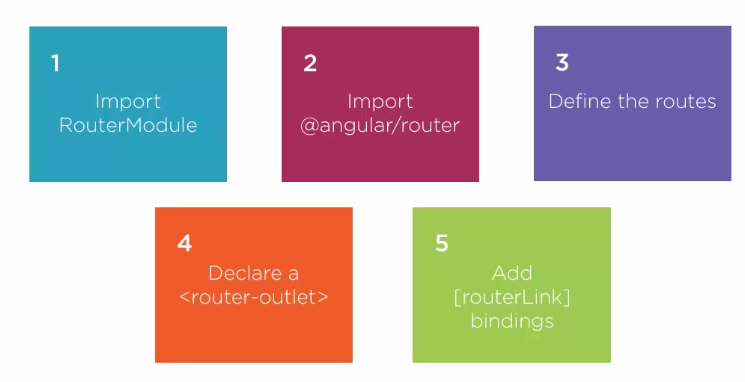 1
Import
RouterModule
2
Import
@angular/router
3
Define the routes
4
Declare a
<router-outlet>
5
Add
[routerLink]
bindings